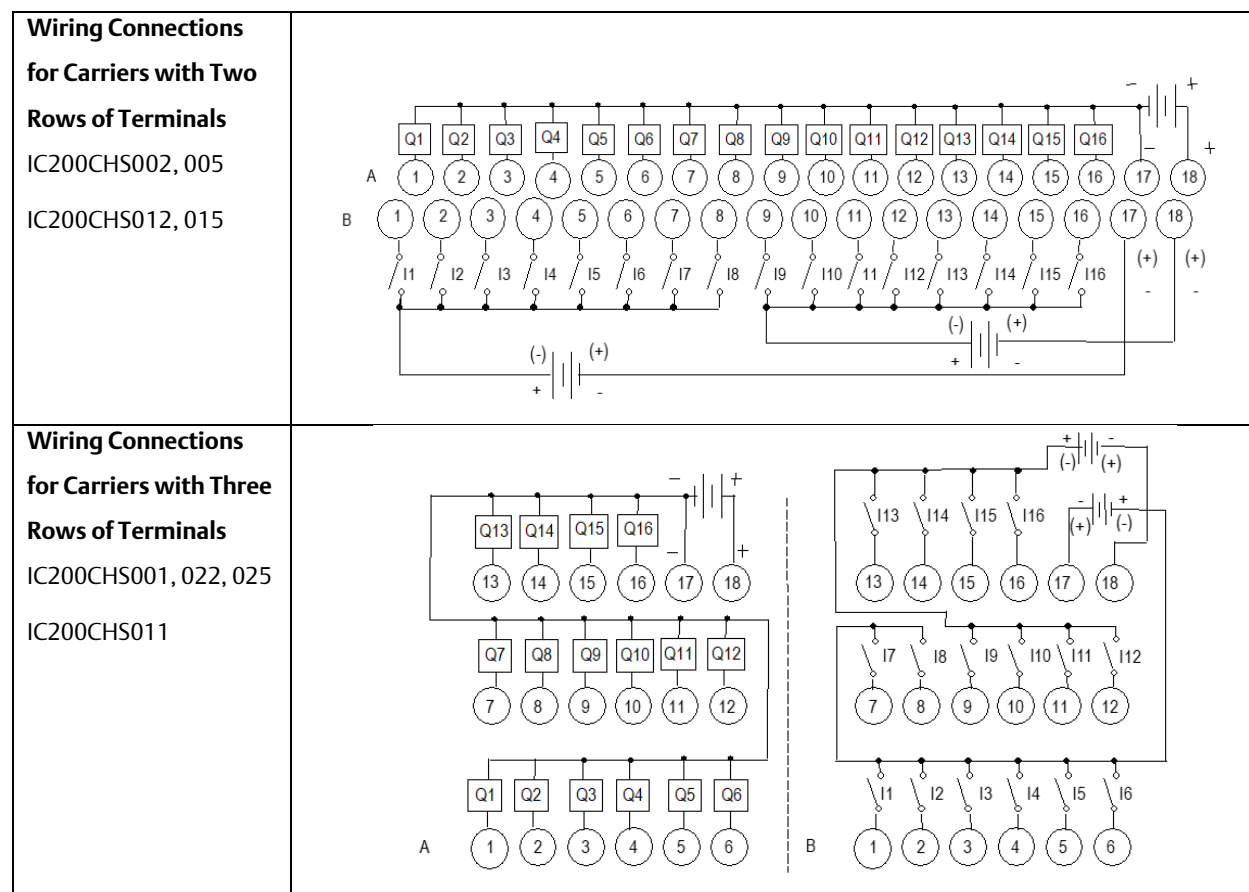 Wiring Connections
for Carriers with Two
Rows of Terminals
IC200CHS002, 005
IC200CHS012, 015
- +
Q1 Q2 Q3 Q4 Q5 Q6 Q7 Q8 Q9 Q10 Q11 Q12 Q13 Q14 Q15 Q16 - +
A 1 2 3 4 5 6 7 8 9 10 11 12 13 14 15 16 17 18
B 1 2 3 4 5 6 7 8 9 10 11 12 13 14 15 16 17 18
I1 I2 I3 I4 I5 I6 I7 I8 I9 I10 11 I12 I13 I14 I15 I16 (+) (+)
- -
(-) (+)
+ -
(-) (+)
+ -
Wiring Connections
for Carriers with Three
Rows of Terminals
IC200CHS001, 022, 025
IC200CHS011
- +
Q13 Q14 Q15 Q16
- +
13 14 15 16 17 18
Q7 Q8 Q9 Q10 Q11 Q12
7 8 9 10 11 12
Q1 Q2 Q3 Q4 Q5 Q6
A 1 2 3 4 5 6
+ -
(-) (+)
- +
(+) (-)
I13 I14 I15 I16
13 14 15 16 17 18
I7 I8 I9 I10 I11 I12
7 8 9 10 11 12
I1 I2 I3 I4 I5 I6
B 1 2 3 4 5 6